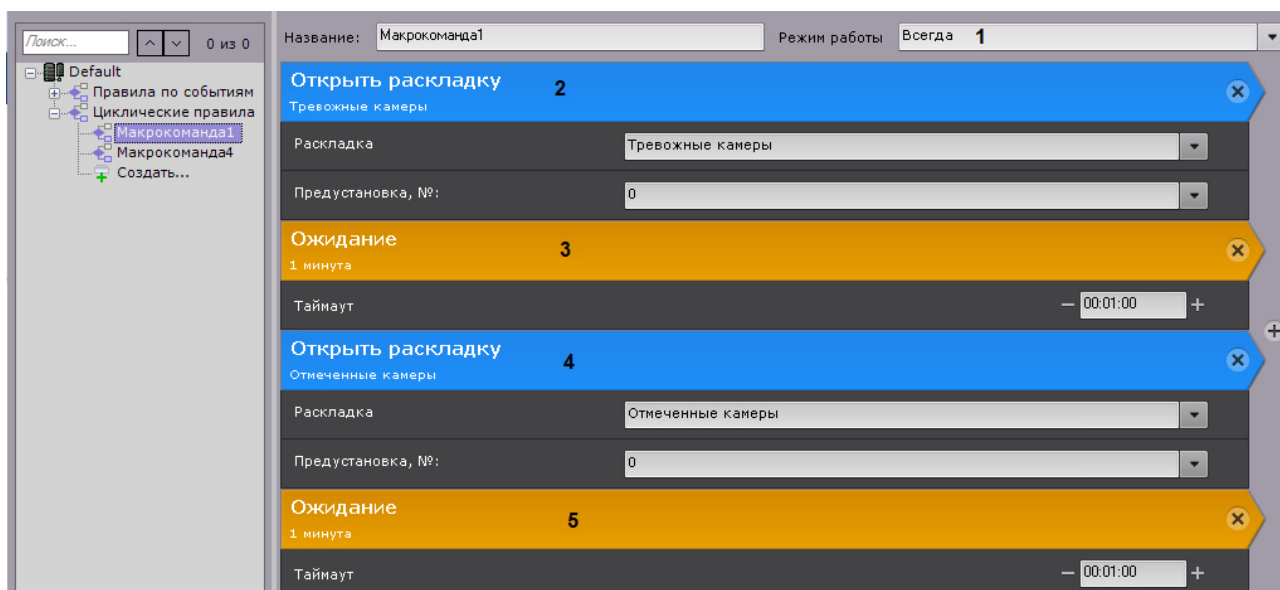 Поиск...
0 из 0
Default
Правила по событиям
Циклические правила
Макрокоманда1
Макрокоманда4
Создать...
Название: Макрокоманда1 Режим работы Всегда 1
Открыть раскладку 2
Тревожные камеры
Раскладка Тревожные камеры
Предустановка, №: 0
Ожидание 3
1 минута
Таймаут — 00:01:00 +
Открыть раскладку 4
Отмеченные камеры
Раскладка Отмеченные камеры
Предустановка, №: 0
Ожидание 5
1 минута
Таймаут — 00:01:00 +